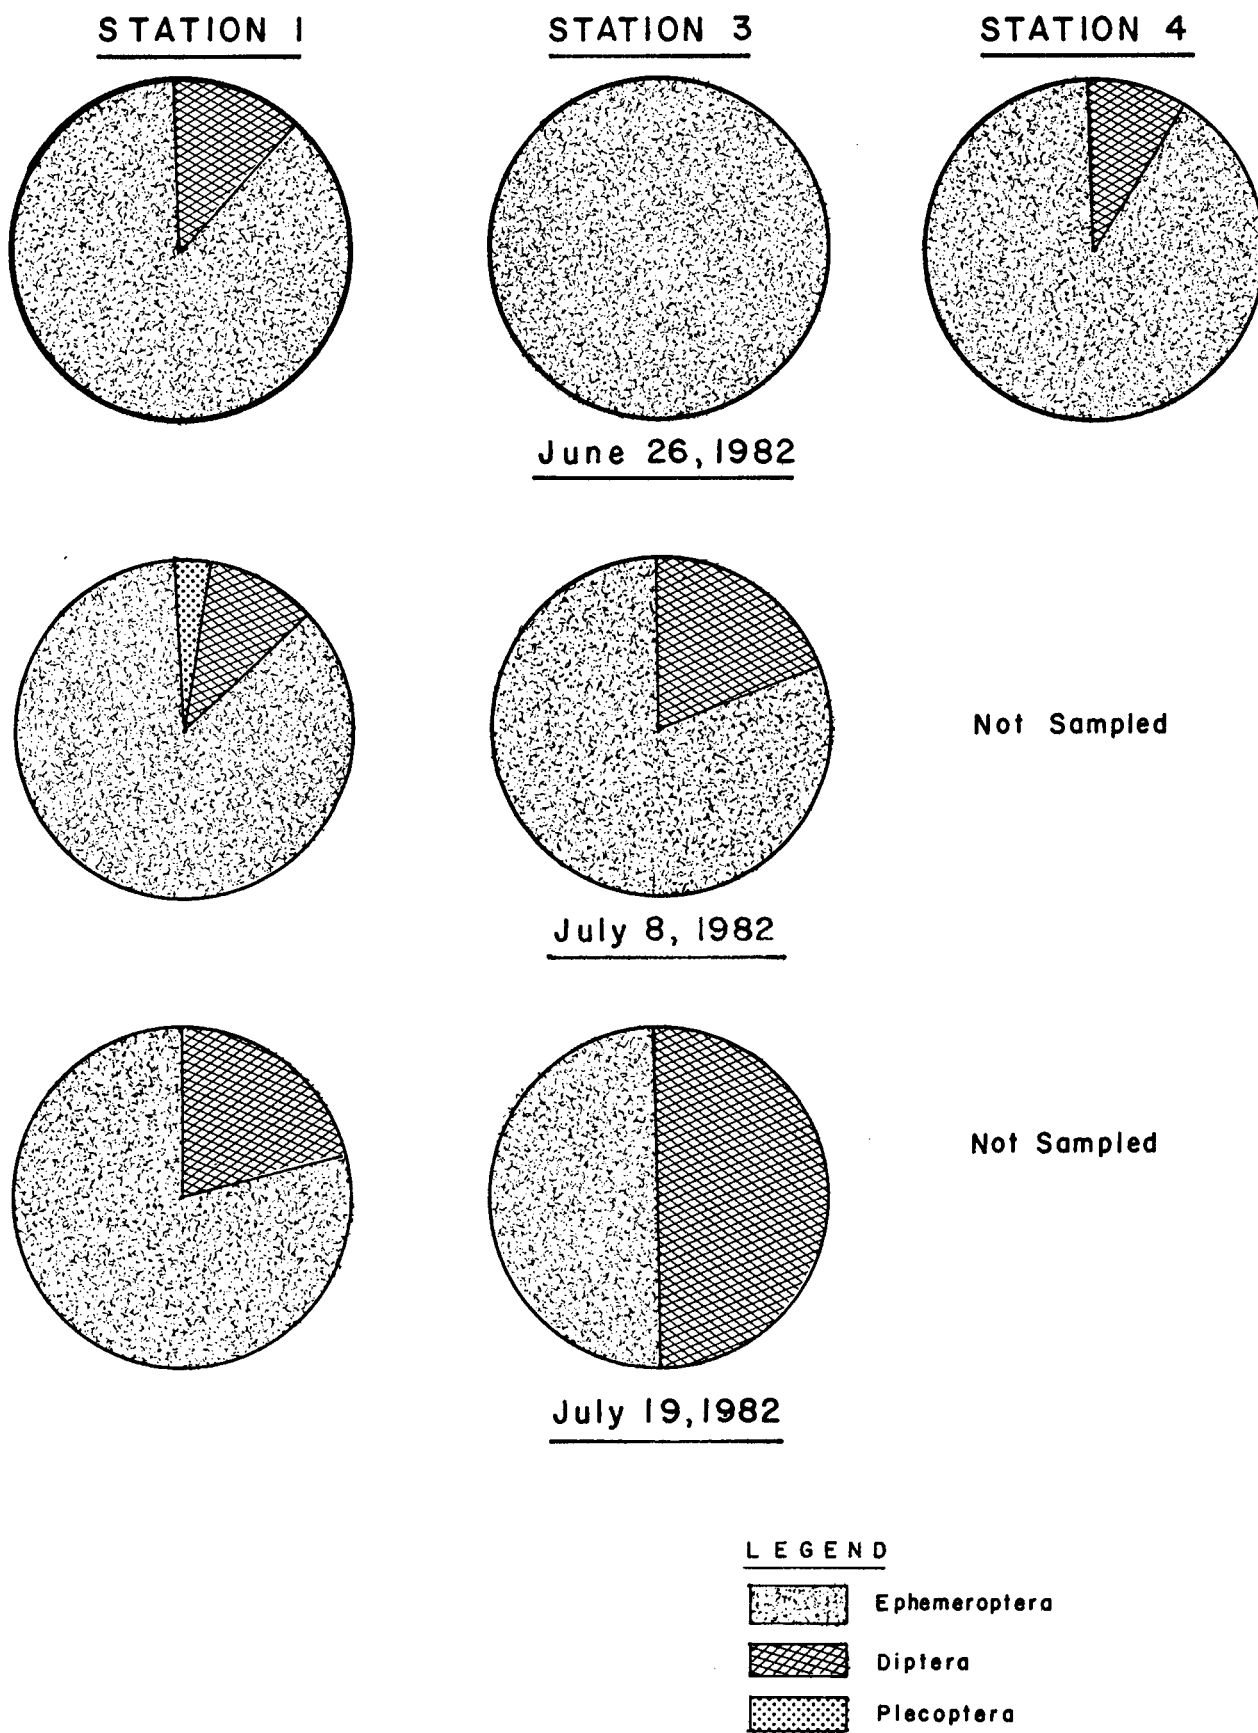 STATION 1
STATION 3
STATION 4
June 26, 1982
Not Sampled
July 8, 1982
Not Sampled
July 19, 1982
LEGEND
Ephemeroptera
Diptera
Plecoptera